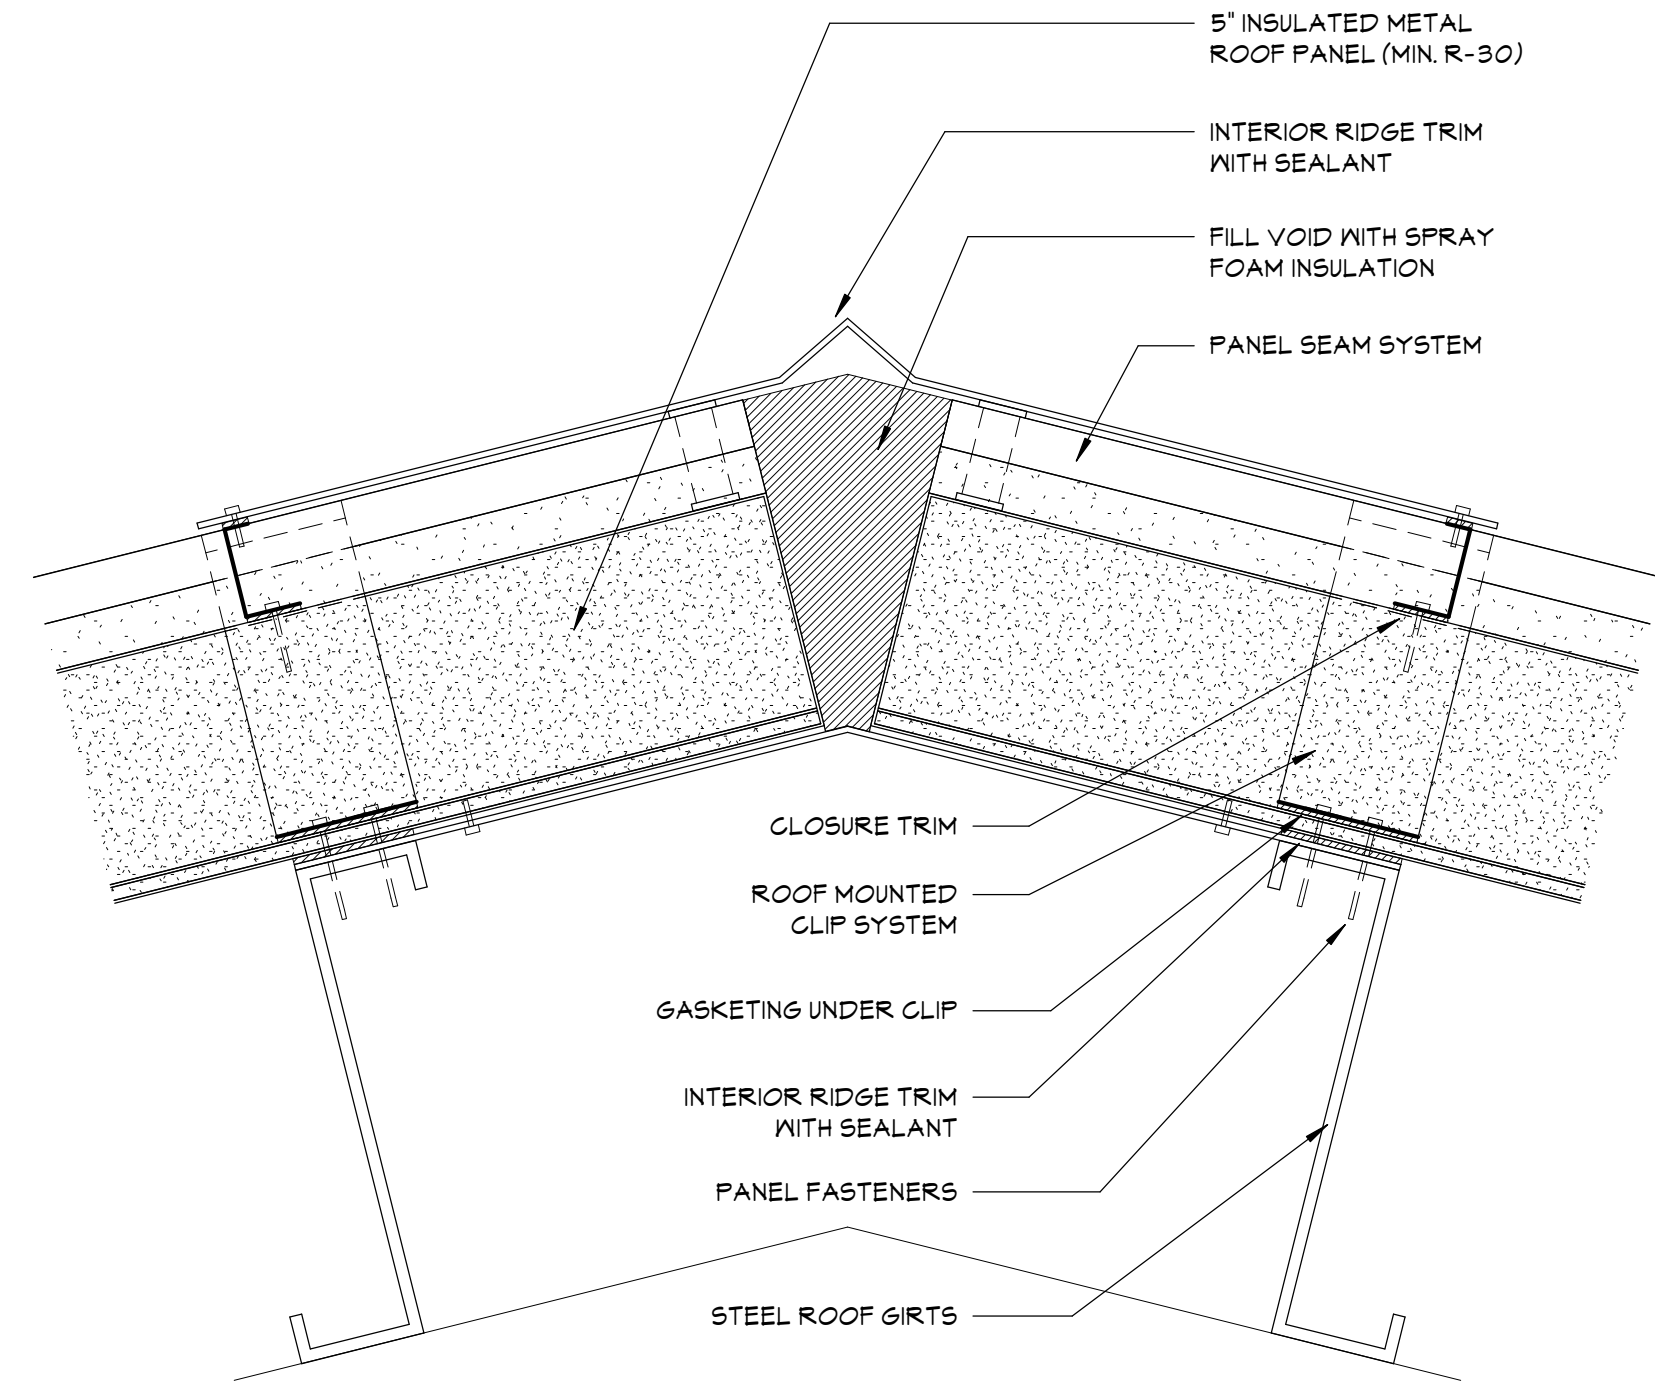 5" INSULATED METAL
ROOF PANEL (MIN. R-30)
INTERIOR RIDGE TRIM
WITH SEALANT
FILL VOID WITH SPRAY
FOAM INSULATION
PANEL SEAM SYSTEM
CLOSURE TRIM
ROOF MOUNTED
CLIP SYSTEM
GASKETING UNDER CLIP
INTERIOR RIDGE TRIM
WITH SEALANT
PANEL FASTENERS
STEEL ROOF GIRTS